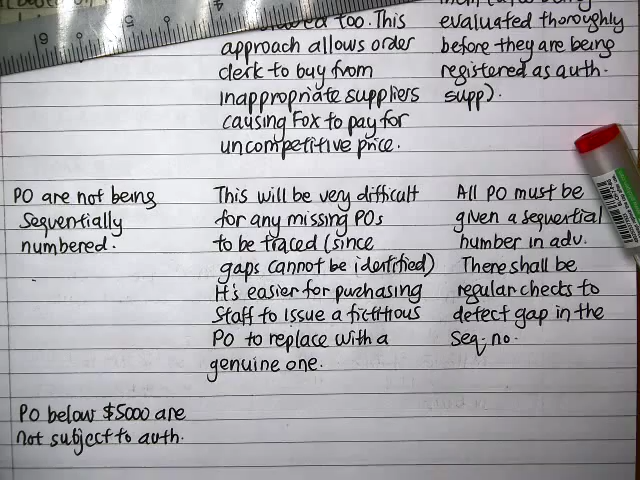 too. This
approach allows order
clerk to buy from
inappropriate suppliers
causing Fox to pay for
uncompetitive price.
evaluated thoroughly
before they are being
registered as auth.
supp).
PO are not being
Sequentially
numbered.
This will be very difficult
for any missing POs
to be traced (since
gaps cannot be identified)
It's easier for purchasing
Staff to issue a fictitious
PO to replace with a
genuine one.
All PO must be
given a sequential
number in adv.
There shall be
regular checks to
detect gap in the
Seq. no.
PO below $5000 are
not subject to auth.